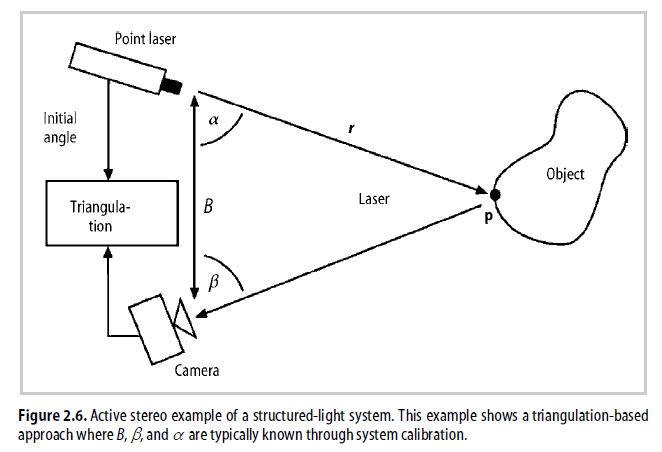 Point laser
Initial
angle
α
r
Object
Triangula-
tion
B
Laser
p
β
Camera
Figure 2.6. Active stereo example of a structured-light system. This example shows a triangulation-based
approach where B, β, and α are typically known through system calibration.